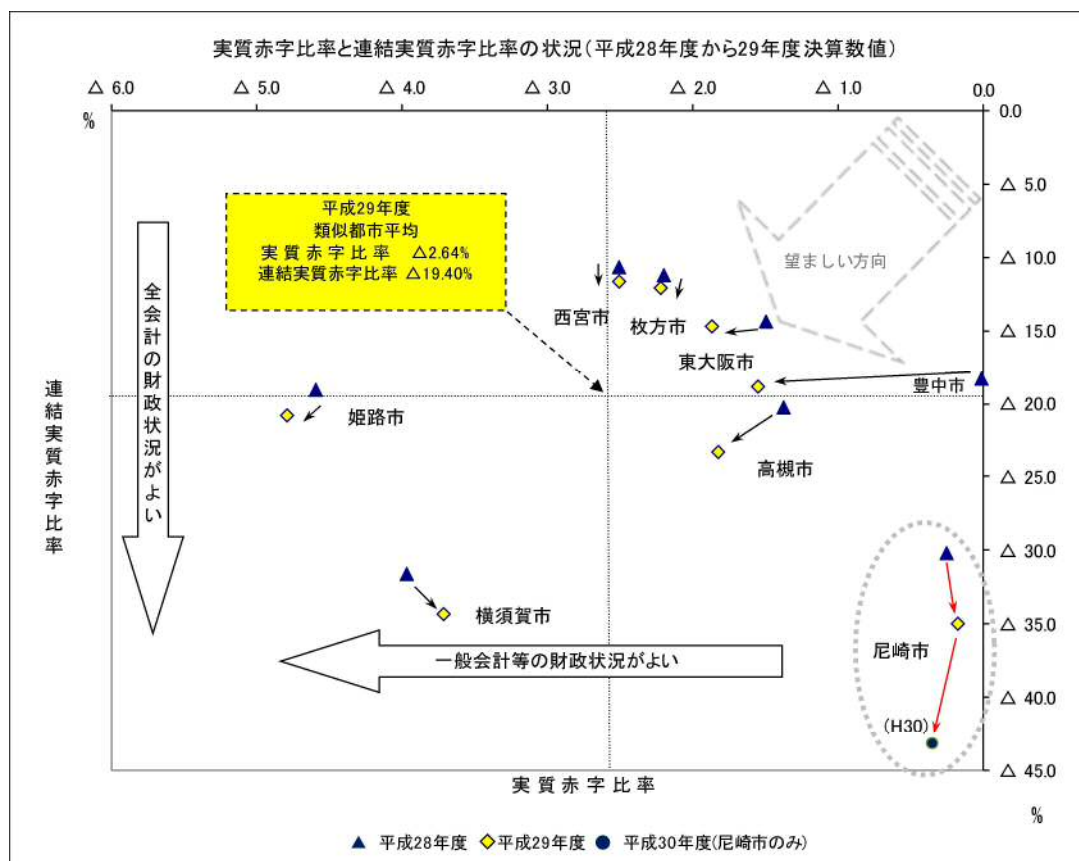 実質赤字比率と連結実質赤字比率の状況(平成28年度から29年度決算数値)
△ 6.0 △ 5.0 △ 4.0 △ 3.0 △ 2.0 △ 1.0 0.0
%
0.0
△ 5.0
△ 10.0
△ 15.0
△ 20.0
△ 25.0
△ 30.0
△ 35.0
△ 40.0
△ 45.0
%
平成29年度
類似都市平均
実質赤字比率 △2.64%
連結実質赤字比率 △19.40%
望ましい方向
全会計の財政状況がよい
連結実質赤字比率
西宮市
枚方市
東大阪市
豊中市
姫路市
高槻市
横須賀市
尼崎市
(H30)
一般会計等の財政状況がよい
実質赤字比率
平成28年度 平成29年度 平成30年度(尼崎市のみ)